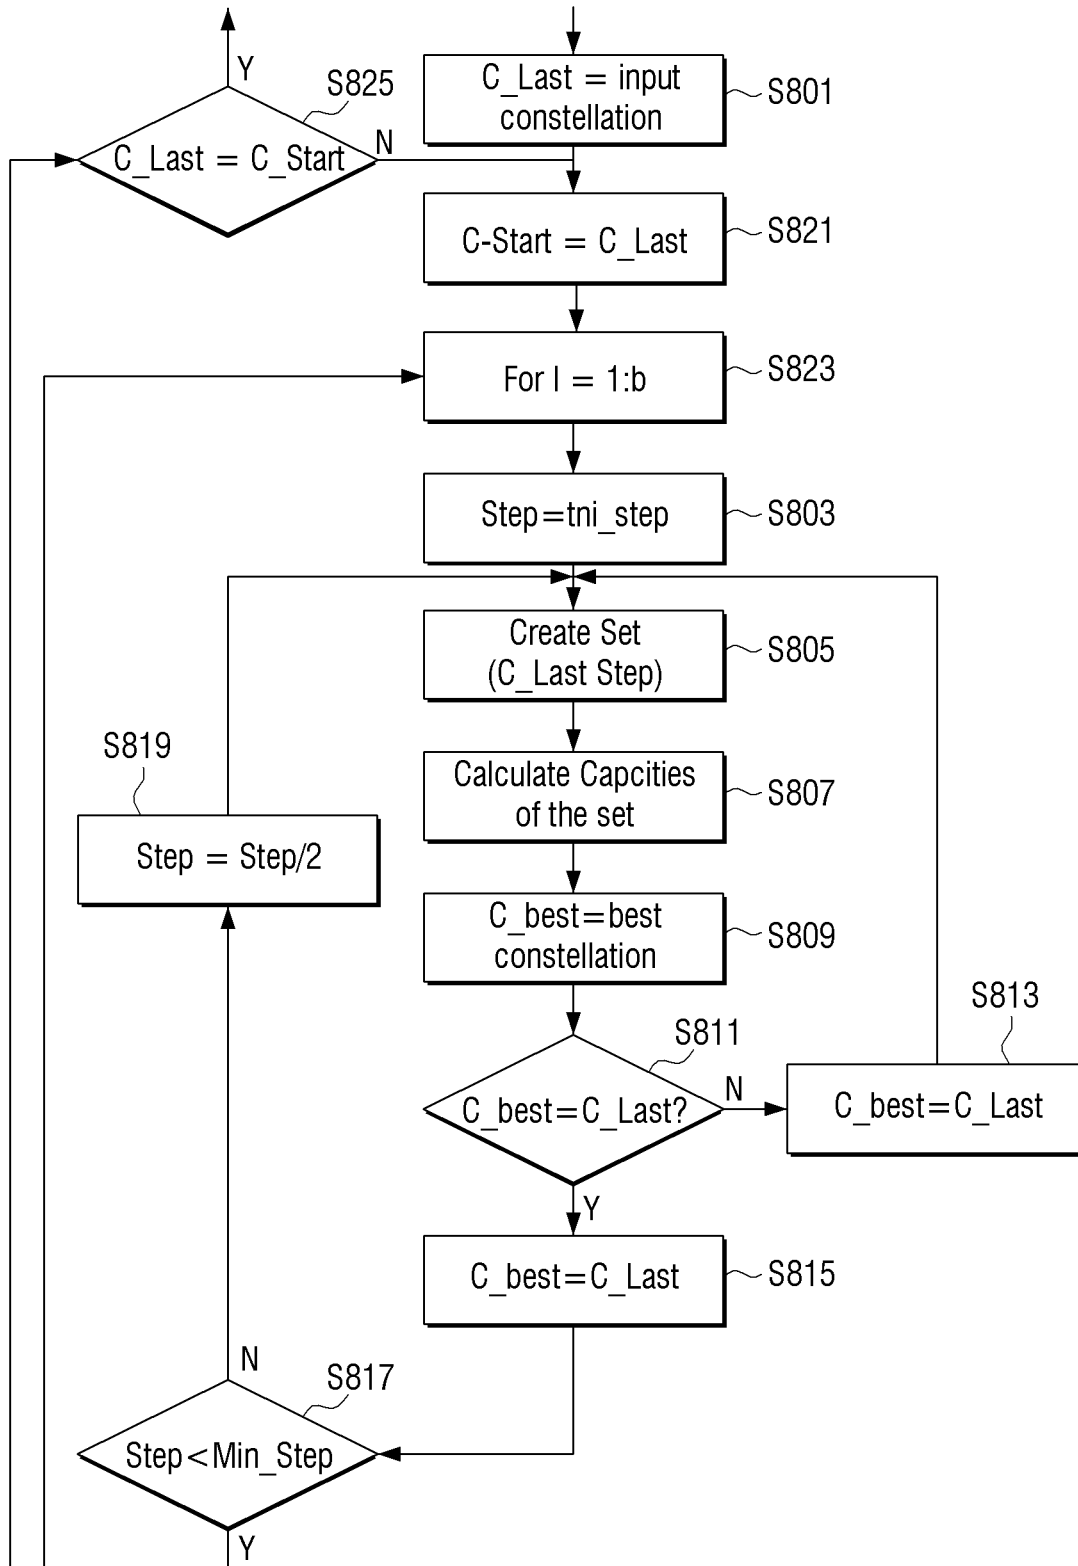 Y
S825
C_Last = C_Start
N
C_Last = input
constellation
S801
C-Start = C_Last
S821
For I = 1:b
S823
Step=tni_step
S803
Create Set
(C_Last Step)
S805
S819
Step = Step/2
Calculate Capcities
of the set
S807
C_best=best
constellation
S809
S811
C_best=C_Last?
N
S813
C_best=C_Last
Y
C_best=C_Last
S815
N
S817
Step<Min_Step
Y